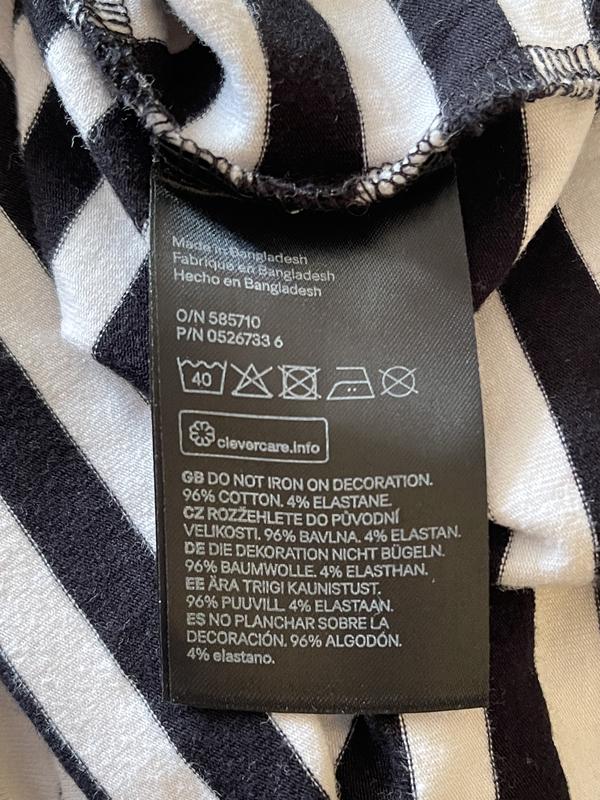 Made in Bangladesh
Fabriqué en Bangladesh
Hecho en Bangladesh
O/N 585710
P/N 0526733 6
40
clevercare.info
GB DO NOT IRON ON DECORATION.
96% COTTON. 4% ELASTANE.
CZ ROZŽEHLETE DO PŮVODNÍ
VELIKOSTI. 96% BAVLNA. 4% ELASTAN.
DE DIE DEKORATION NICHT BÜGELN.
96% BAUMWOLLE. 4% ELASTHAN.
EE ÄRA TRIIGI KAUNISTUST.
96% PUUVILL. 4% ELASTAAN.
ES NO PLANCHAR SOBRE LA
DECORACIÓN. 96% ALGODÓN.
4% elastano.